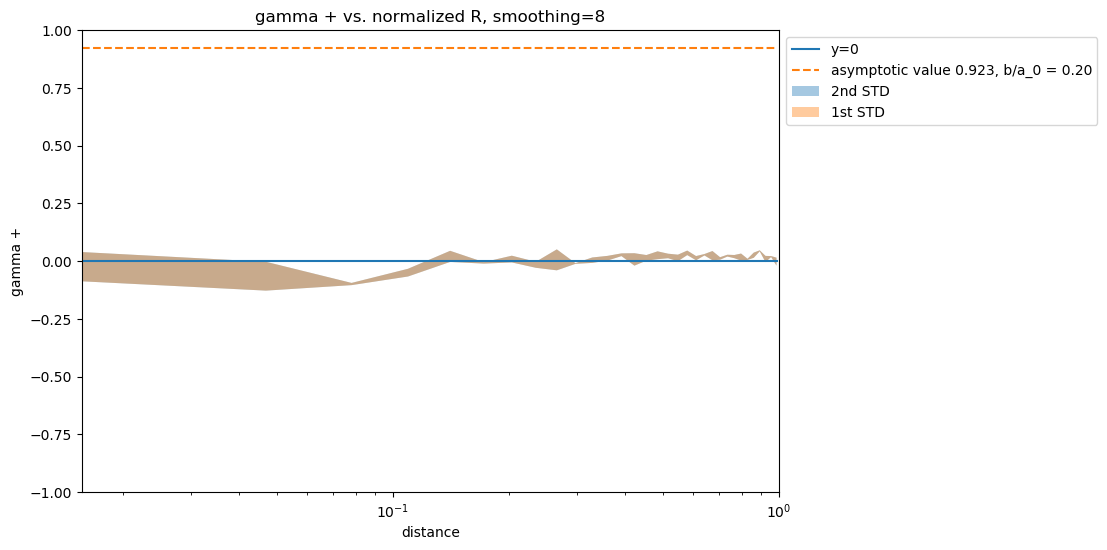 gamma + vs. normalized R, smoothing=8
1.00
0.75
0.50
0.25
0.00
−0.25
−0.50
−0.75
−1.00
gamma +
10⁻¹
10⁰
distance
y=0
asymptotic value 0.923, b/a_0 = 0.20
2nd STD
1st STD